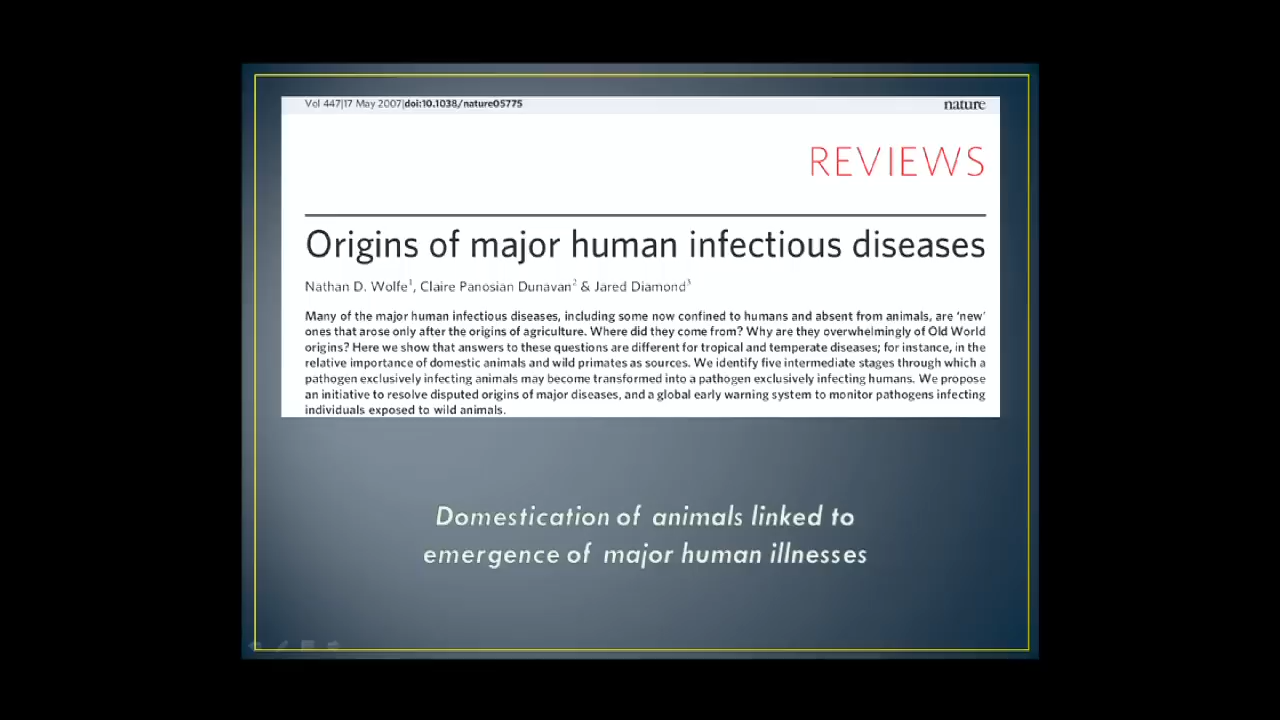 Vol 447|17 May 2007|doi:10.1038/nature05775
nature
REVIEWS
Origins of major human infectious diseases
Nathan D. Wolfe¹, Claire Panosian Dunavan² & Jared Diamond³
Many of the major human infectious diseases, including some now confined to humans and absent from animals, are ‘new’
ones that arose only after the origins of agriculture. Where did they come from? Why are they overwhelmingly of Old World
origins? Here we show that answers to these questions are different for tropical and temperate diseases; for instance, in the
relative importance of domestic animals and wild primates as sources. We identify five intermediate stages through which a
pathogen exclusively infecting animals may become transformed into a pathogen exclusively infecting humans. We propose
an initiative to resolve disputed origins of major diseases, and a global early warning system to monitor pathogens infecting
individuals exposed to wild animals.
Domestication of animals linked to
emergence of major human illnesses